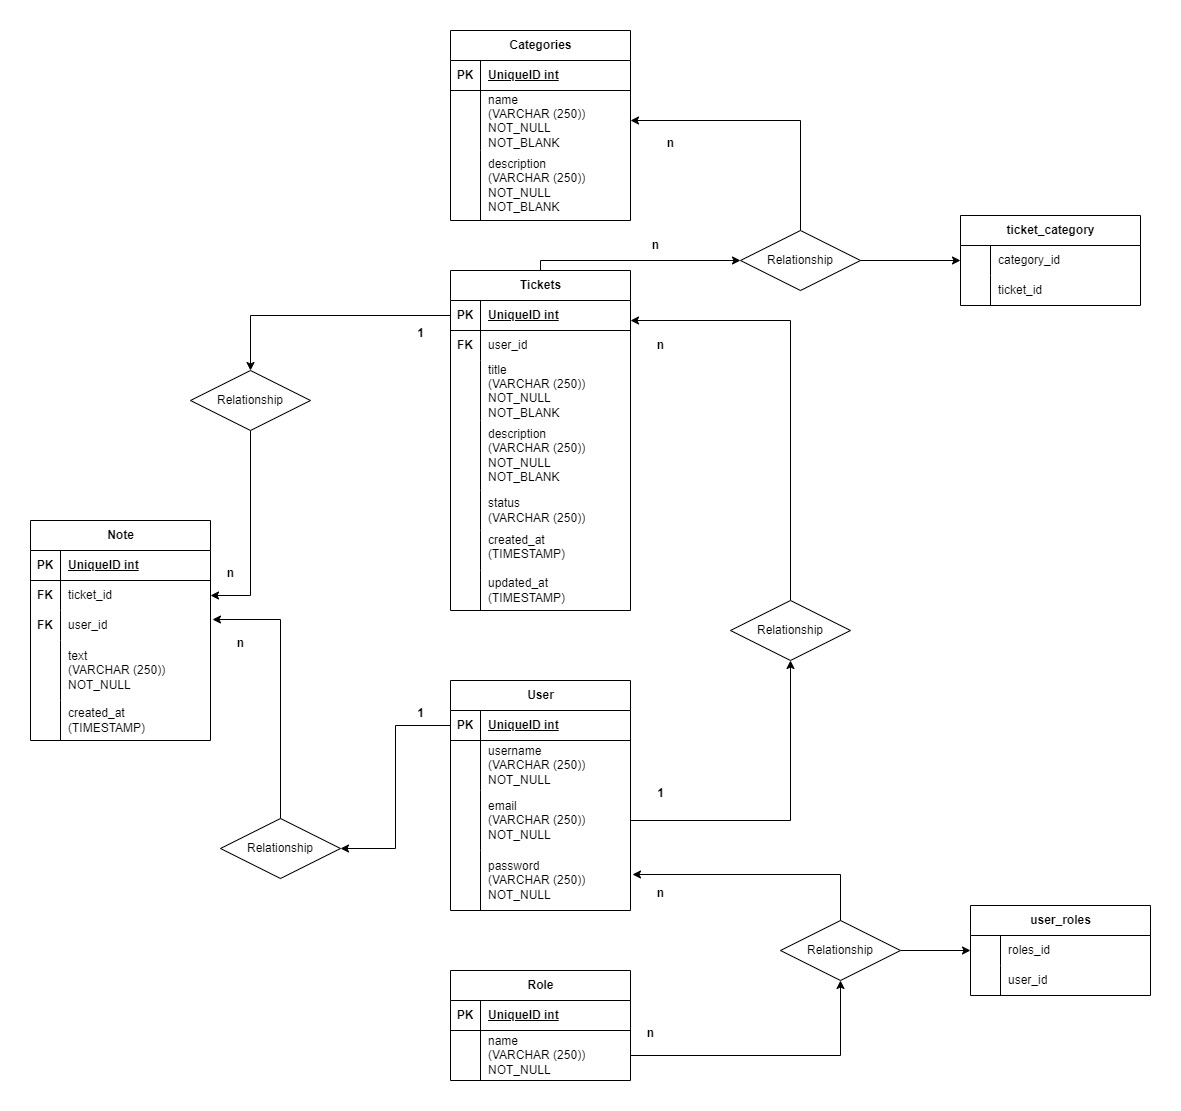 Categories
PK UniqueID int
name
(VARCHAR (250))
NOT_NULL
NOT_BLANK
description
(VARCHAR (250))
NOT_NULL
NOT_BLANK
n
n
Relationship
ticket_category
category_id
ticket_id
Tickets
PK UniqueID int
FK user_id
title
(VARCHAR (250))
NOT_NULL
NOT_BLANK
description
(VARCHAR (250))
NOT_NULL
NOT_BLANK
status
(VARCHAR (250))
created_at
(TIMESTAMP)
updated_at
(TIMESTAMP)
1
n
Relationship
Note
PK UniqueID int
FK ticket_id
FK user_id
text
(VARCHAR (250))
NOT_NULL
created_at
(TIMESTAMP)
n
n
Relationship
User
PK UniqueID int
username
(VARCHAR (250))
NOT_NULL
email
(VARCHAR (250))
NOT_NULL
password
(VARCHAR (250))
NOT_NULL
1
1
n
Relationship
Relationship
user_roles
roles_id
user_id
Role
PK UniqueID int
name
(VARCHAR (250))
NOT_NULL
n